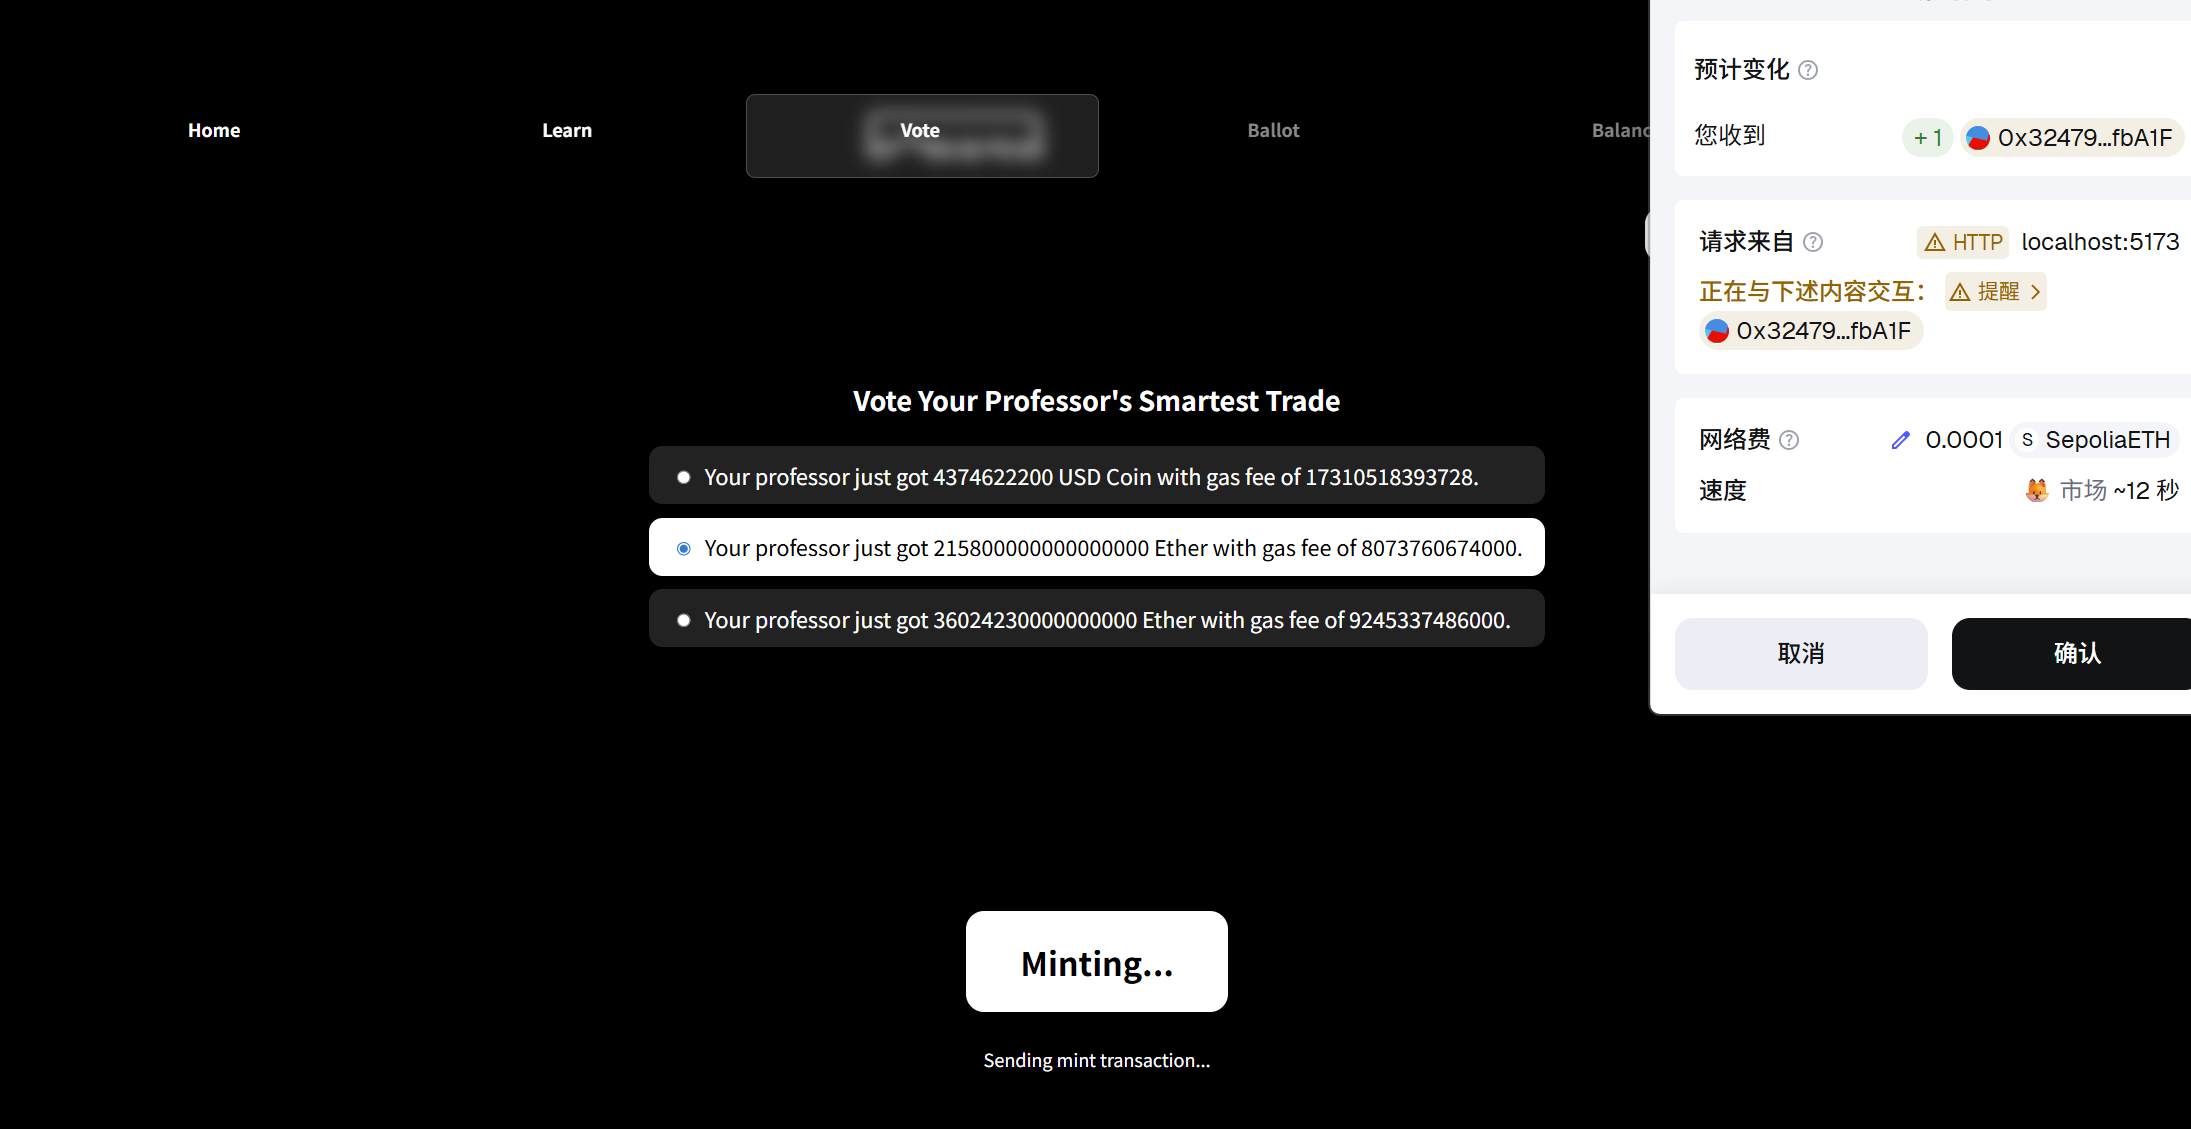 Home
Learn
Vote
Ballot
Vote Your Professor's Smartest Trade
Your professor just got 4374622200 USD Coin with gas fee of 17310518393728.
Your professor just got 215800000000000000 Ether with gas fee of 8073760674000.
Your professor just got 36024230000000000 Ether with gas fee of 9245337486000.
Minting...
Sending mint transaction...
预计变化
您收到 + 1 0x32479...fbA1F
请求来自 HTTP localhost:5173
正在与下述内容交互： 提醒
0x32479...fbA1F
网络费 0.0001 S SepoliaETH
速度 市场 ~12 秒
取消 确认